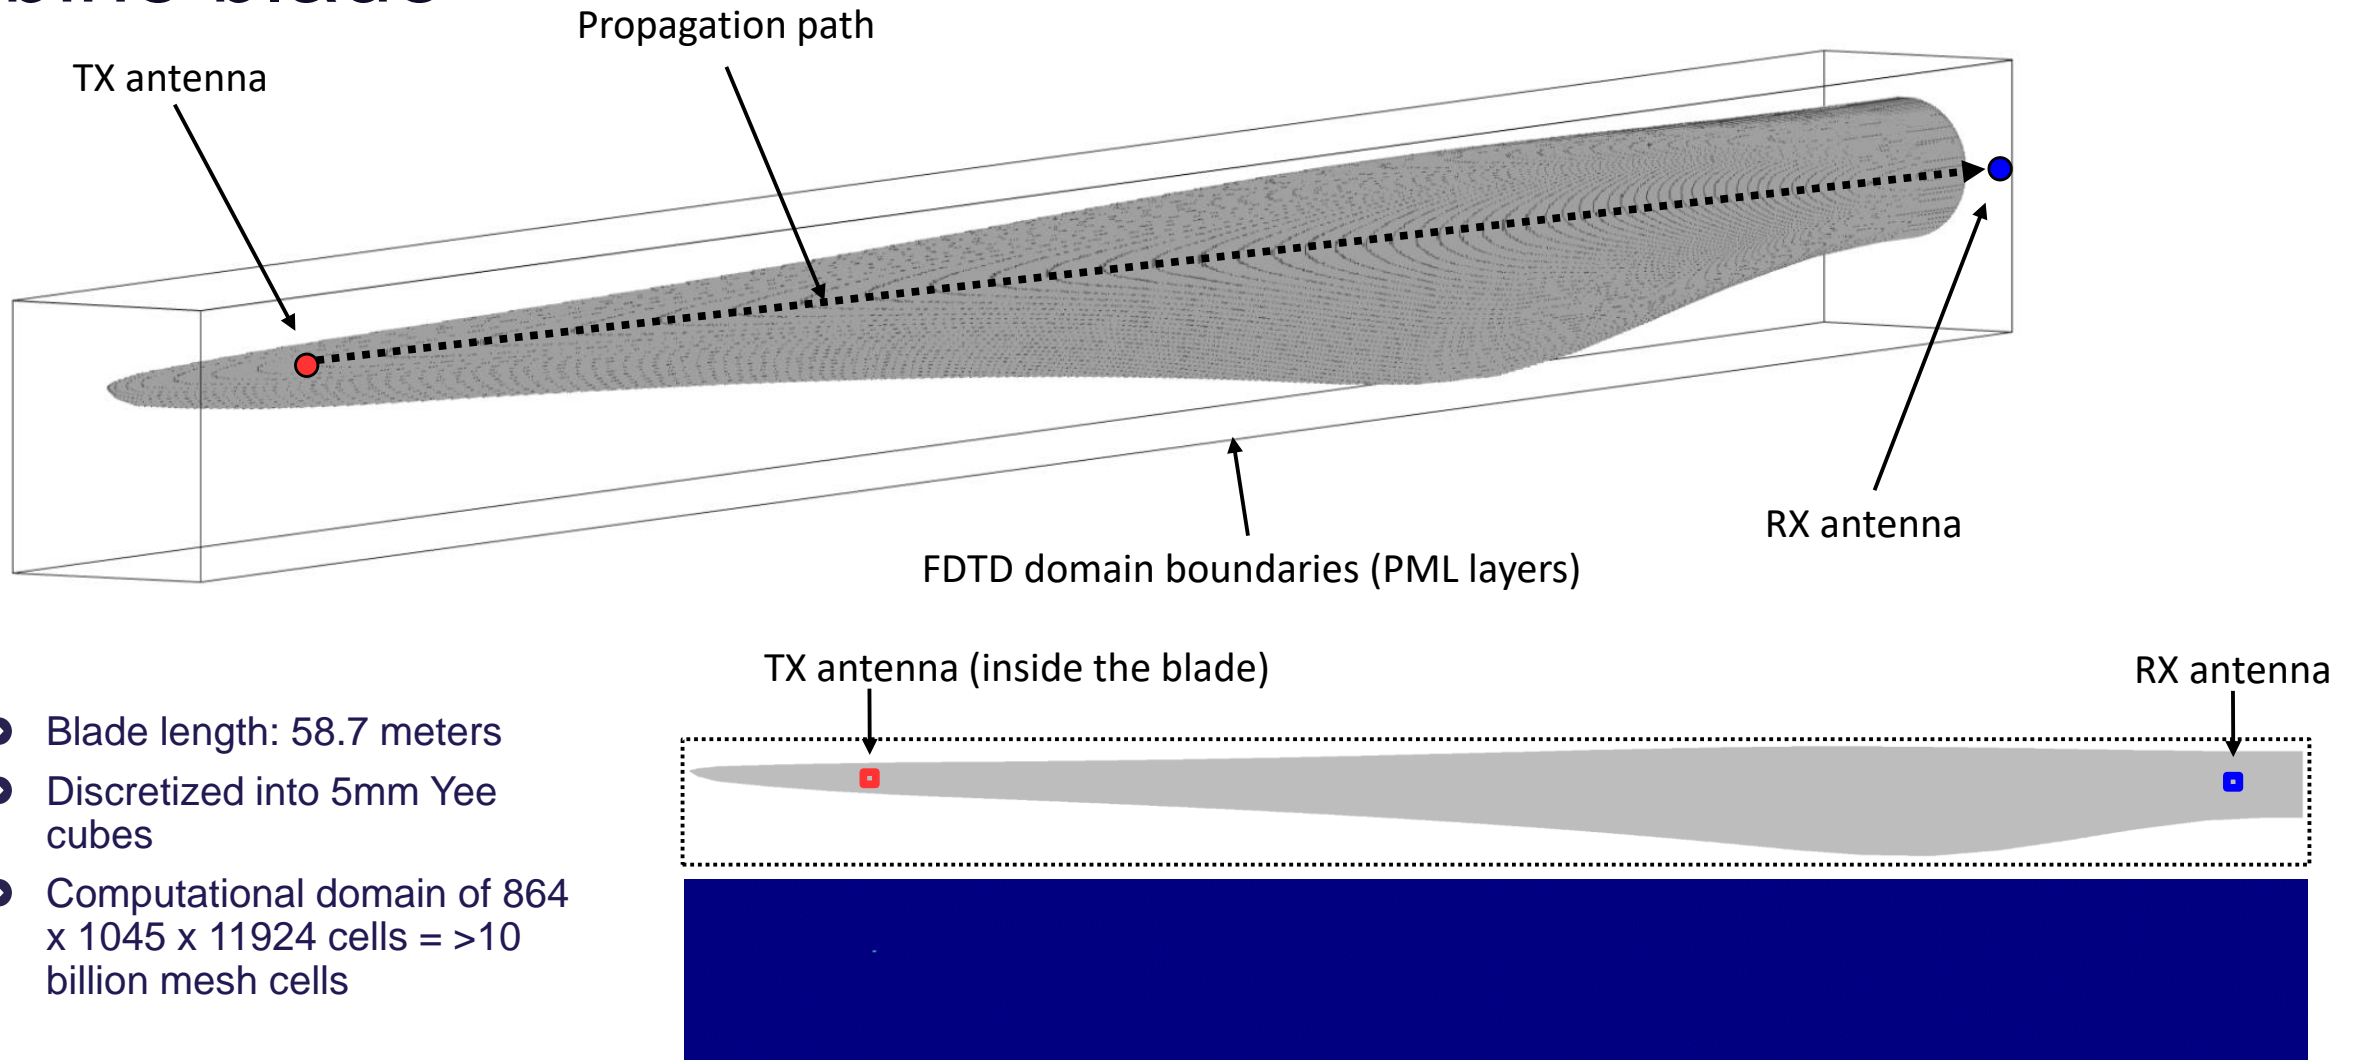 Propagation path
TX antenna
RX antenna
FDTD domain boundaries (PML layers)
TX antenna (inside the blade)
RX antenna
Blade length: 58.7 meters
Discretized into 5mm Yee
cubes
Computational domain of 864
x 1045 x 11924 cells = >10
billion mesh cells